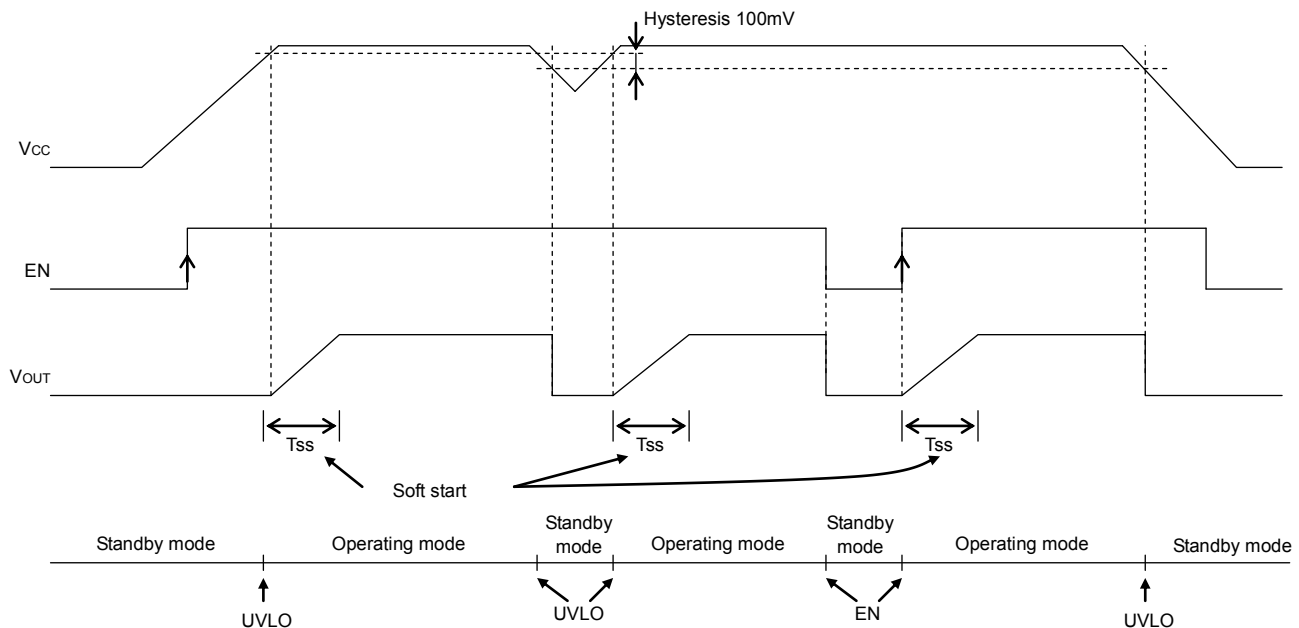 Hysteresis 100mV
VCC
EN
VOUT
Tss
Tss
Tss
Soft start
Standby mode
Operating mode
Standby
mode
Operating mode
Standby
mode
Operating mode
Standby mode
UVLO
UVLO
EN
UVLO